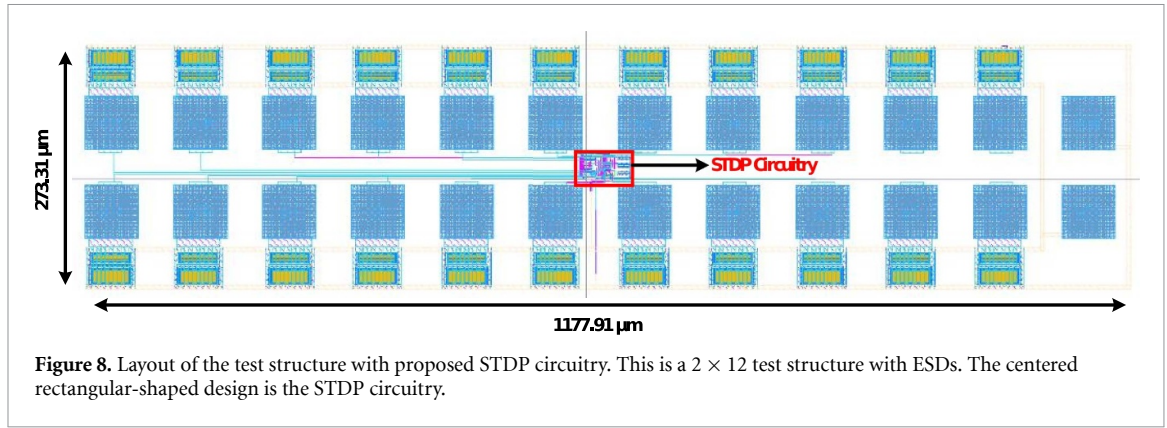 273.31 µm
STDP Circuitry
1177.91 µm
Figure 8. Layout of the test structure with proposed STDP circuitry. This is a 2 × 12 test structure with ESDs. The centered
rectangular-shaped design is the STDP circuitry.